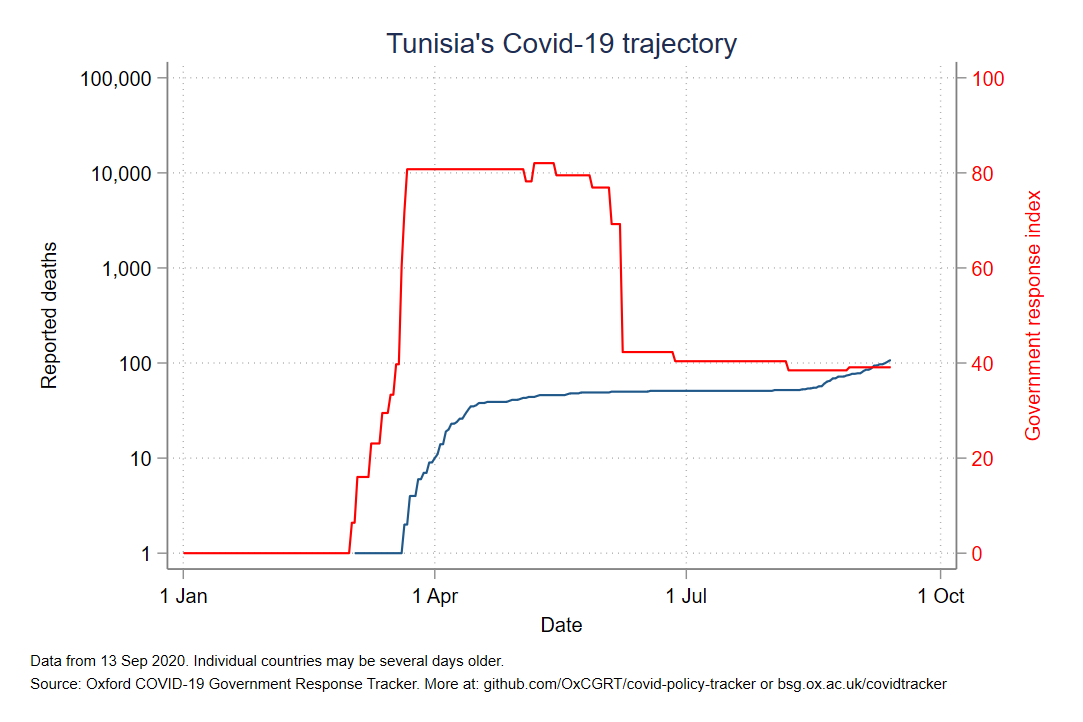 Tunisia's Covid-19 trajectory
100,000
10,000
1,000
100
10
1
Reported deaths
100
80
60
40
20
0
Government response index
1 Jan
1 Apr
1 Jul
1 Oct
Date
Data from 13 Sep 2020. Individual countries may be several days older.
Source: Oxford COVID-19 Government Response Tracker. More at: github.com/OxCGRT/covid-policy-tracker or bsg.ox.ac.uk/covidtracker